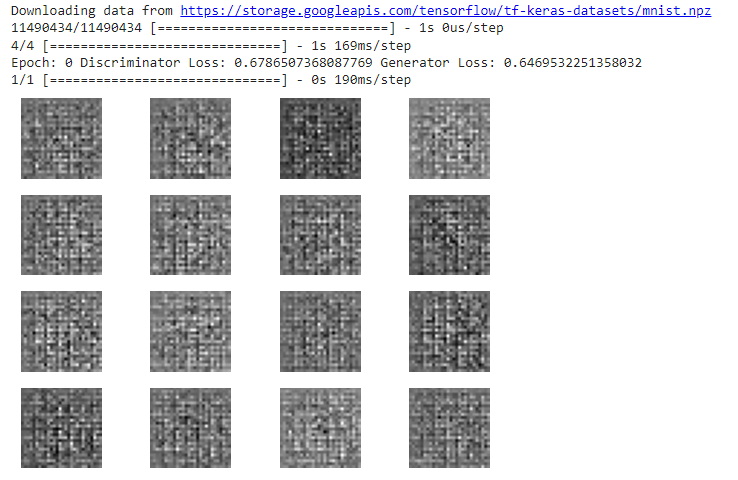 Downloading data from https://storage.googleapis.com/tensorflow/tf-keras-datasets/mnist.npz
11490434/11490434 [==============================] - 1s 0us/step
4/4 [==============================] - 1s 169ms/step
Epoch: 0 Discriminator Loss: 0.6786507368087769 Generator Loss: 0.6469532251358032
1/1 [==============================] - 0s 190ms/step